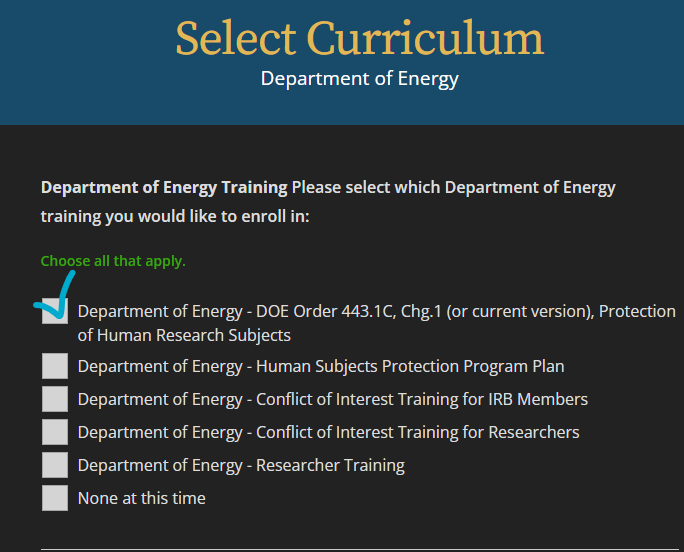 Select Curriculum
Department of Energy
Department of Energy Training Please select which Department of Energy
training you would like to enroll in:
Choose all that apply.
Department of Energy - DOE Order 443.1C, Chg.1 (or current version), Protection
of Human Research Subjects
Department of Energy - Human Subjects Protection Program Plan
Department of Energy - Conflict of Interest Training for IRB Members
Department of Energy - Conflict of Interest Training for Researchers
Department of Energy - Researcher Training
None at this time